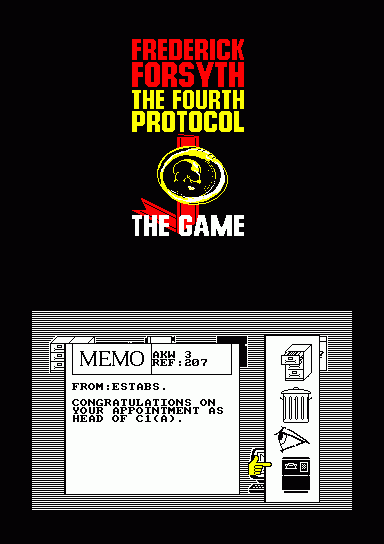 FREDERICK
FORSYTH
THE FOURTH
PROTOCOL
THE GAME
MEMO
AKW 3
REF:207
FROM:ESTABS.
CONGRATULATIONS ON
YOUR APPOINTMENT AS
HEAD OF C1(A).